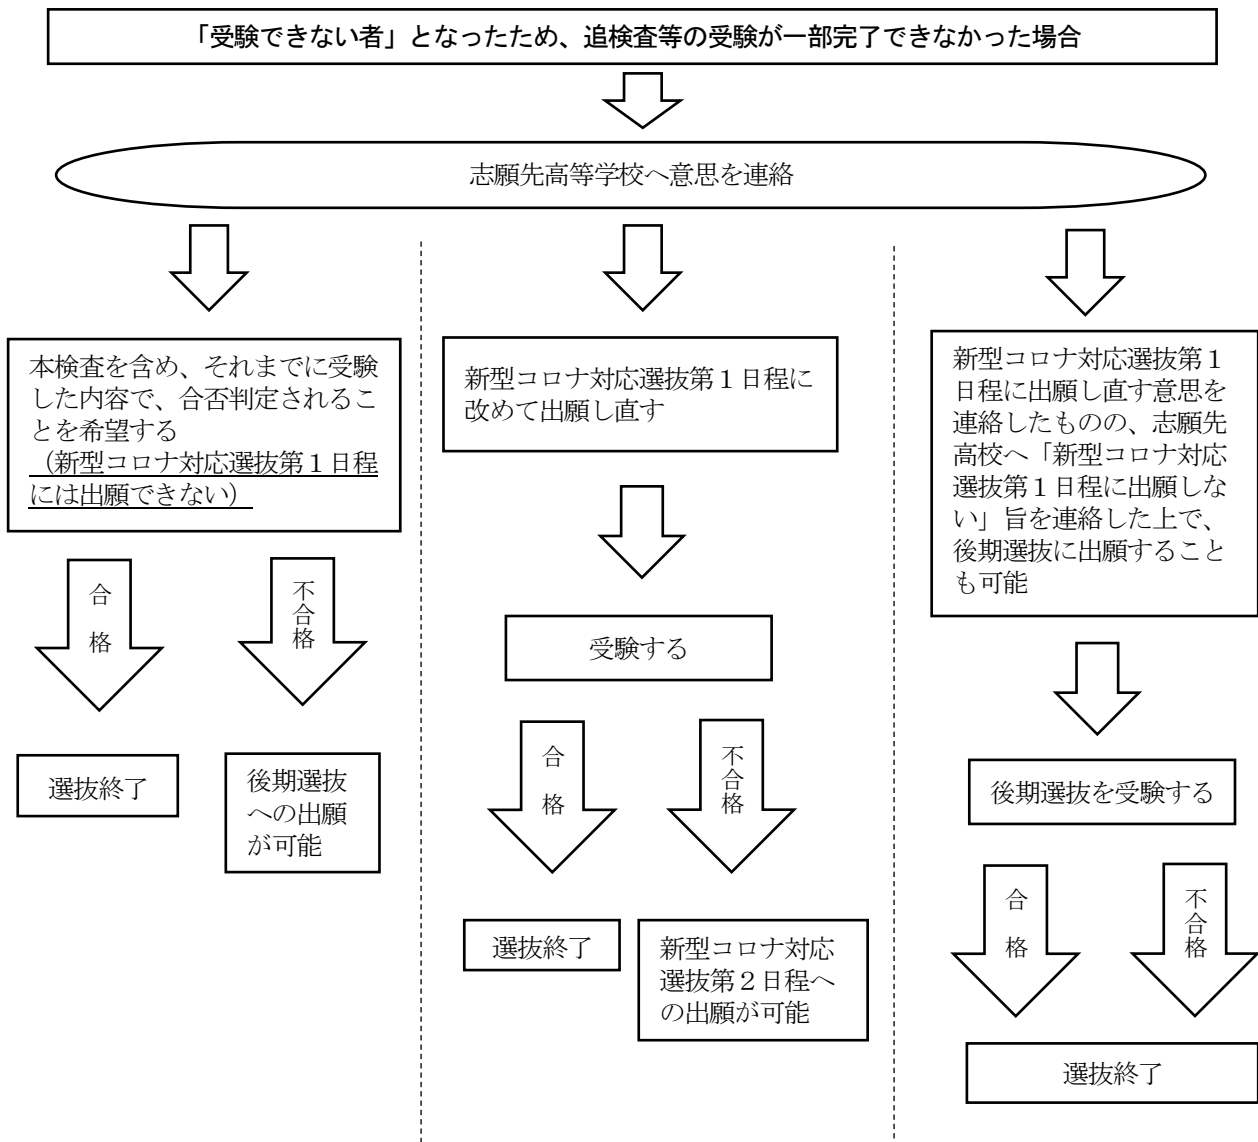 「受験できない者」となったため、追検査等の受験が一部完了できなかった場合
志願先高等学校へ意思を連絡
本検査を含め、それまでに受験
した内容で、合否判定されるこ
とを希望する
（新型コロナ対応選抜第１日程
には出願できない）
合格
不合格
選抜終了
後期選抜
への出願
が可能
新型コロナ対応選抜第１日程に
改めて出願し直す
受験する
合格
不合格
選抜終了
新型コロナ対応
選抜第２日程へ
の出願が可能
新型コロナ対応選抜第１
日程に出願し直す意思を
連絡したものの、志願先
高校へ「新型コロナ対応
選抜第１日程に出願しな
い」旨を連絡した上で、
後期選抜に出願すること
も可能
後期選抜を受験する
合格
不合格
選抜終了